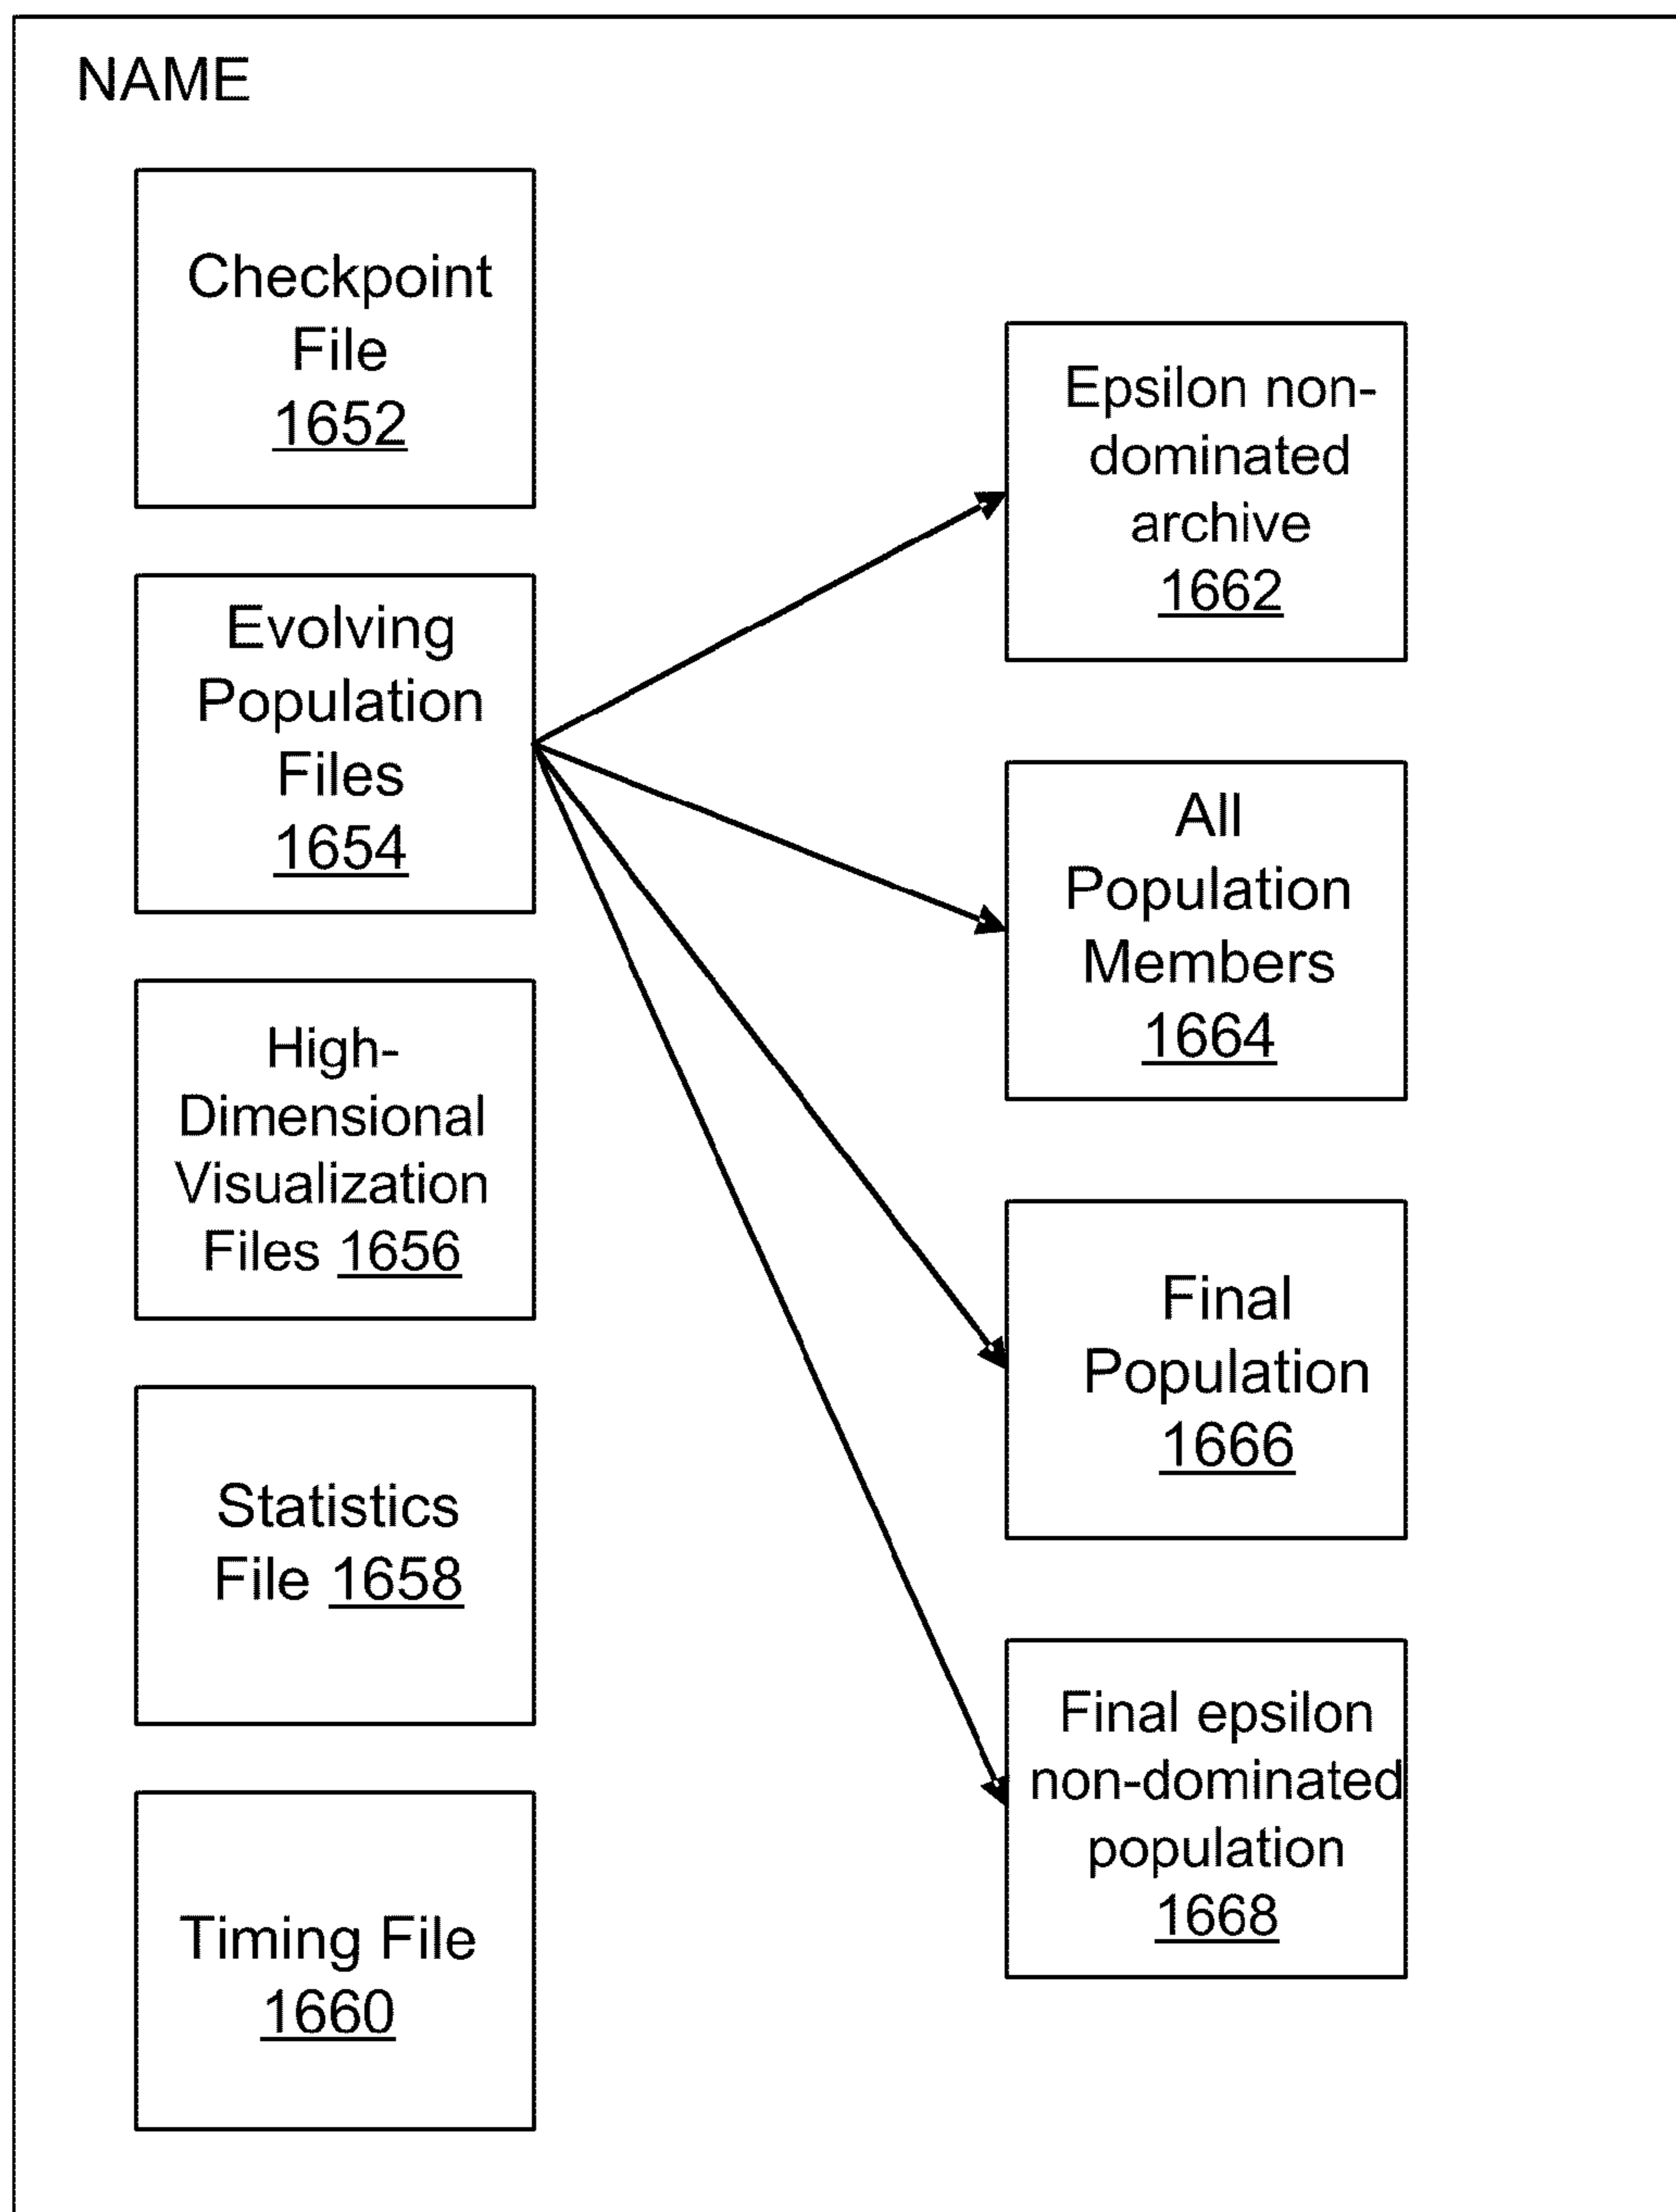 NAME
Checkpoint
File
1652
Evolving
Population
Files
1654
High-
Dimensional
Visualization
Files 1656
Statistics
File 1658
Timing File
1660
Epsilon non-
dominated
archive
1662
All
Population
Members
1664
Final
Population
1666
Final epsilon
non-dominated
population
1668